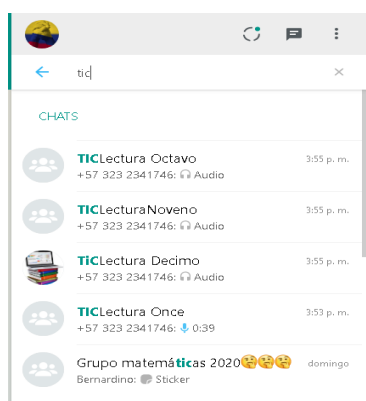 tic
CHATS
TICLectura Octavo 3:55 p. m.
+57 323 2341746: Audio
TICLecturaNoveno 3:55 p. m.
+57 323 2341746: Audio
TiCLectura Decimo 3:55 p. m.
+57 323 2341746: Audio
TICLectura Once 3:53 p. m.
+57 323 2341746: 0:39
Grupo matemáticas 2020🤔🤔🤔 domingo
Bernardino: Sticker